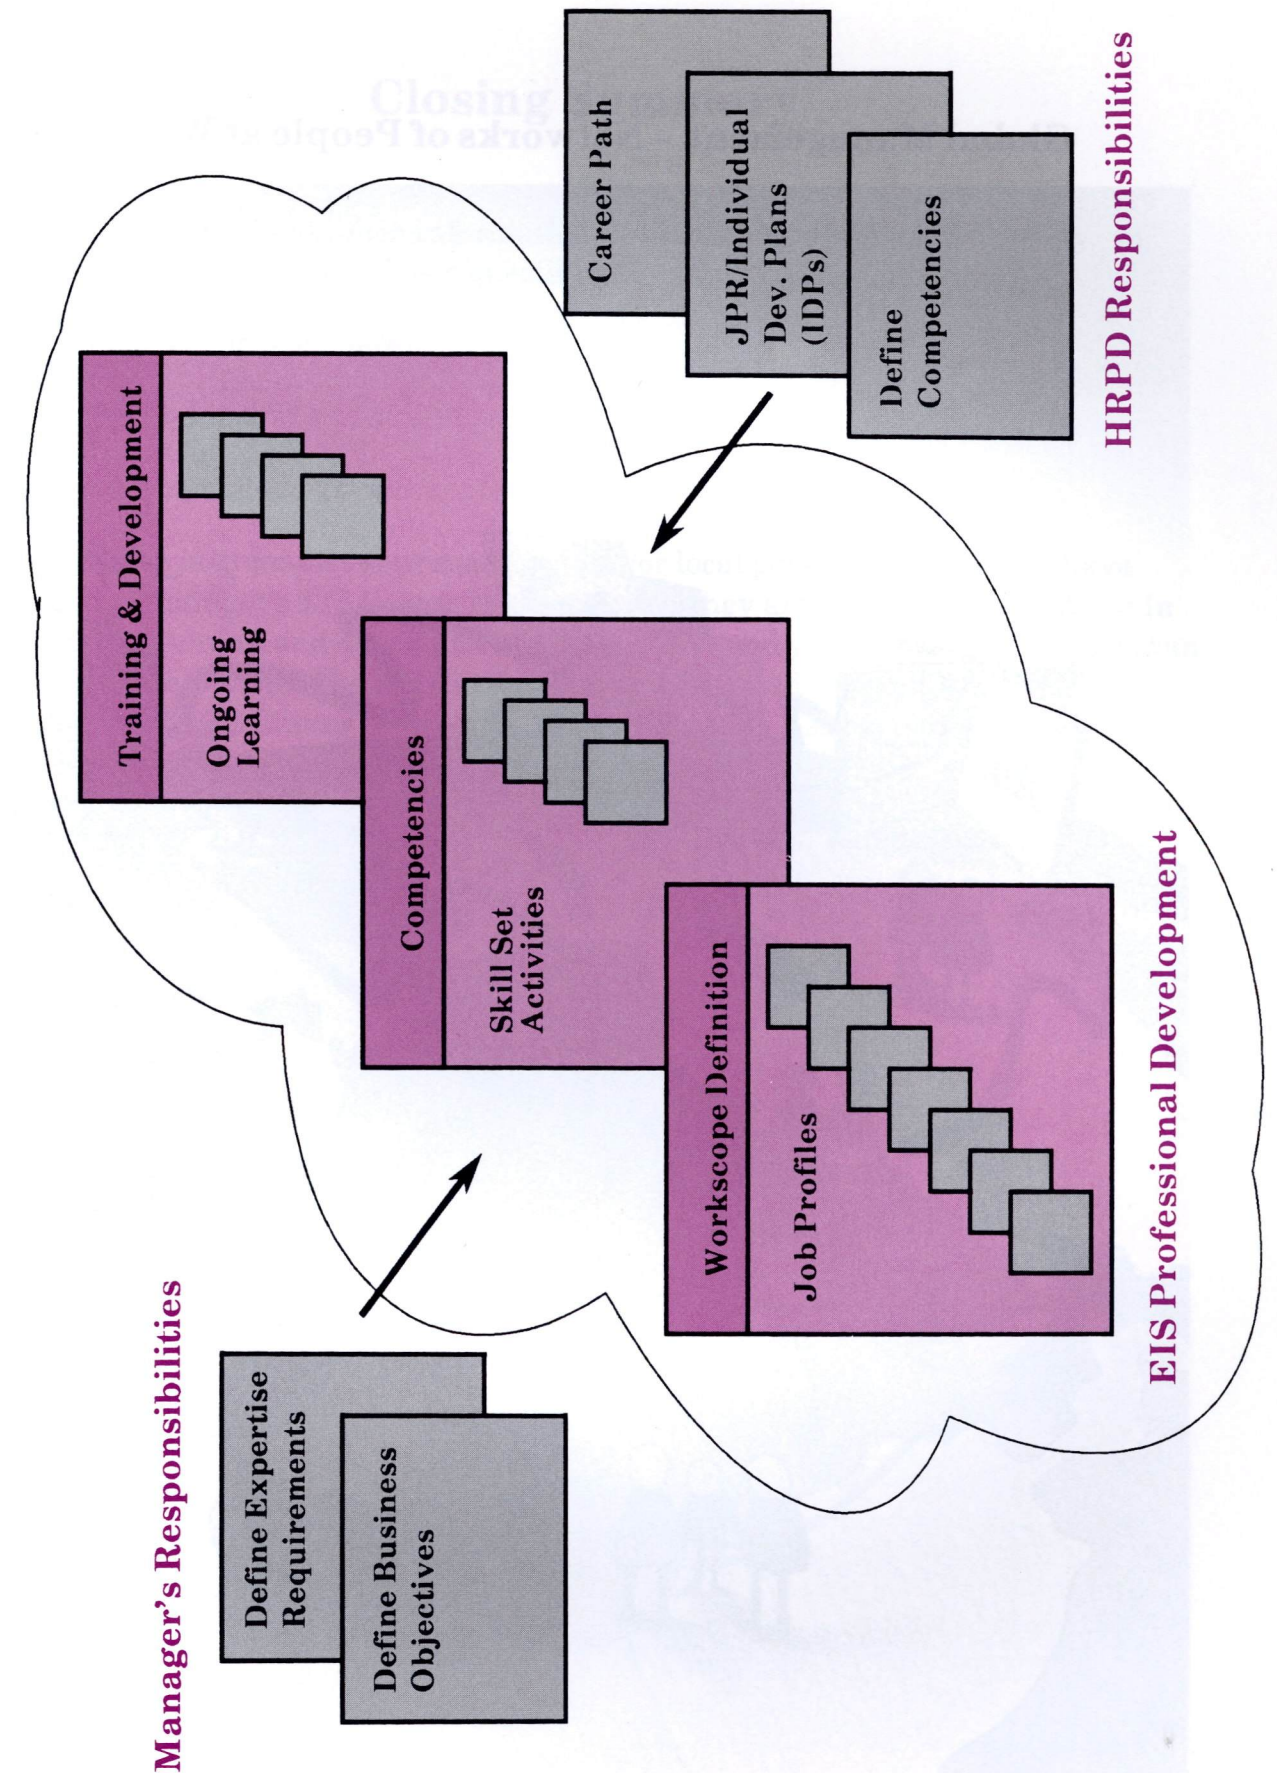 Manager's Responsibilities
Define Expertise
Requirements
Define Business
Objectives
Training & Development
Ongoing
Learning
Competencies
Skill Set
Activities
Workscope Definition
Job Profiles
EIS Professional Development
Career Path
JPR/Individual
Dev. Plans
(IDPs)
Define
Competencies
HRPD Responsibilities
Closing